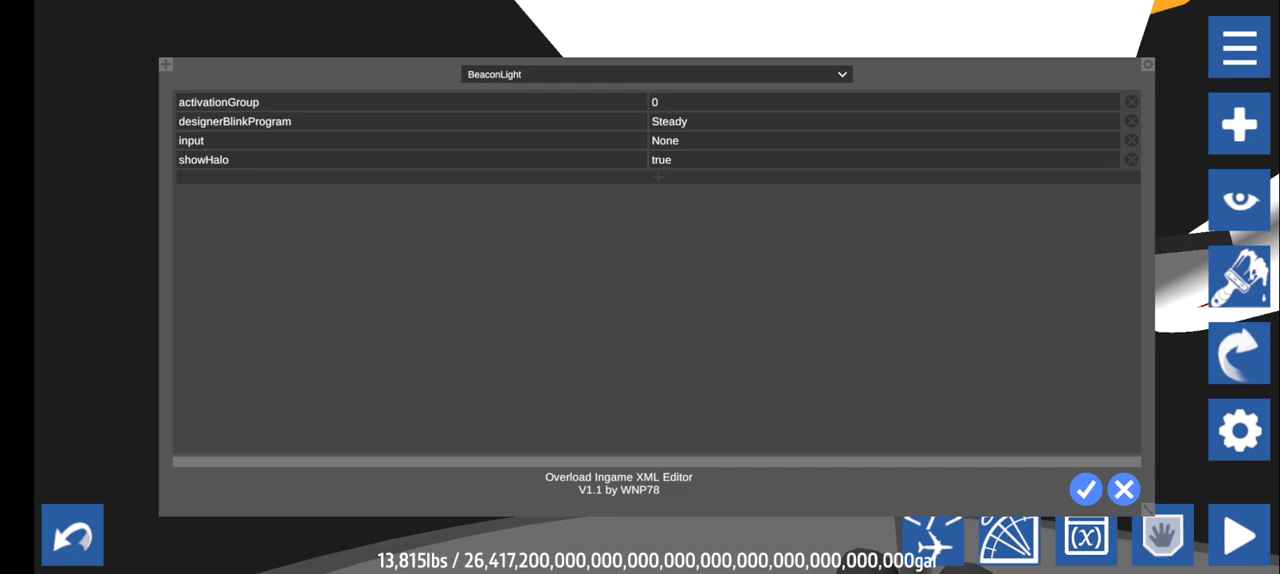 BeaconLight
activationGroup 0
designerBlinkProgram Steady
input None
showHalo true
Overload Ingame XML Editor
V1.1 by WNP78
(x)
13,815lbs / 26,417,200,000,000,000,000,000,000,000,000,000,000gal